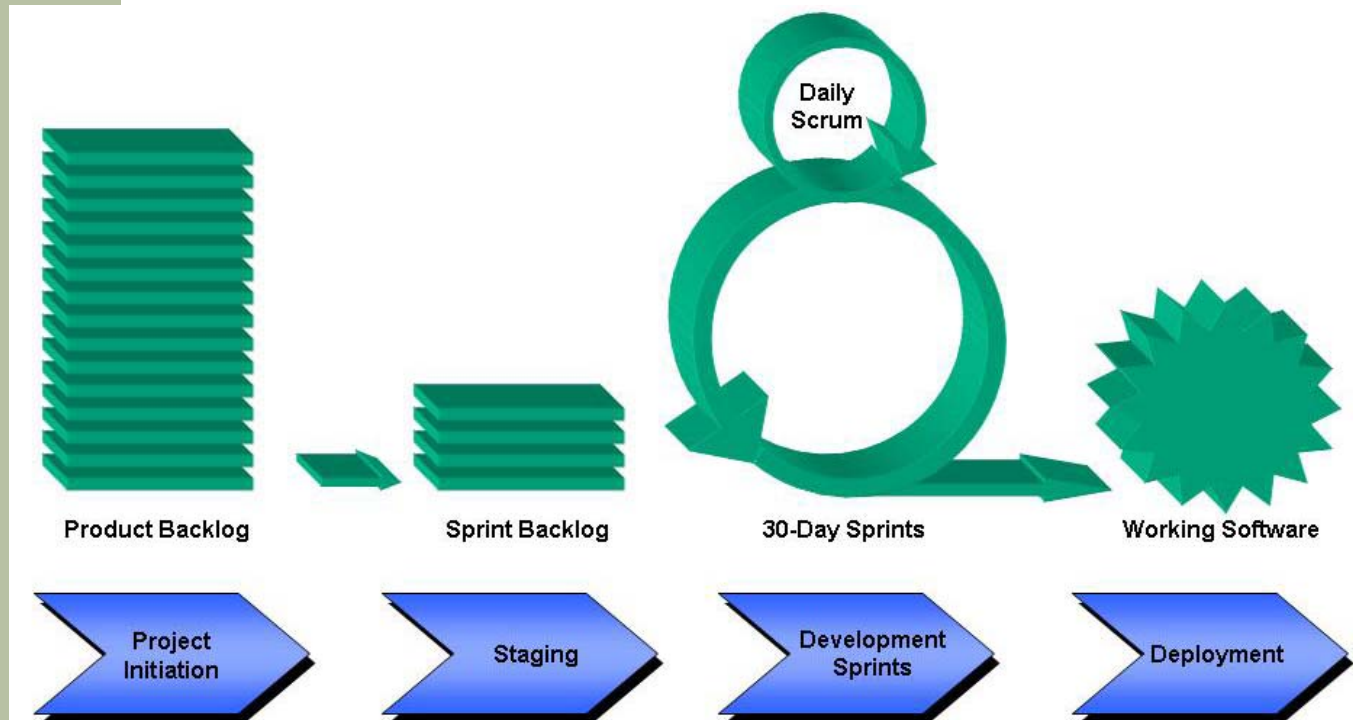 Daily
Scrum
Product Backlog
Sprint Backlog
30-Day Sprints
Working Software
Project
Initiation
Staging
Development
Sprints
Deployment